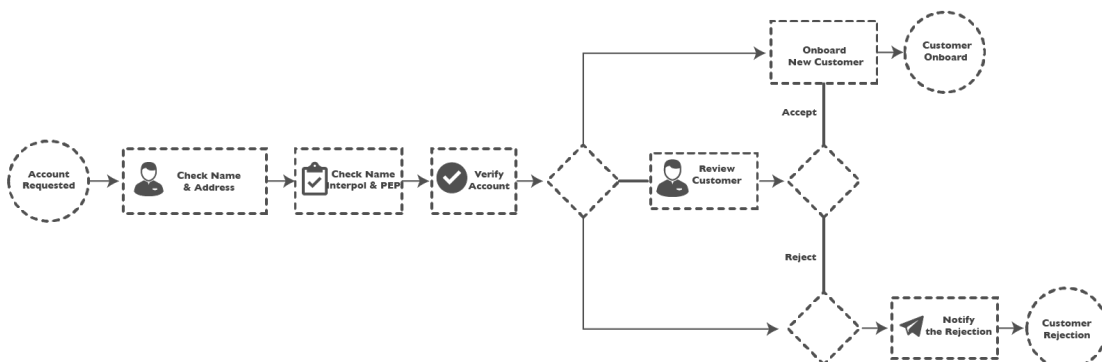 Onboard
New Customer
Customer
Onboard
Accept
Account
Requested
Check Name
& Address
Check Name
Interpol & PEP
Verify
Account
Review
Customer
Reject
Notify
the Rejection
Customer
Rejection